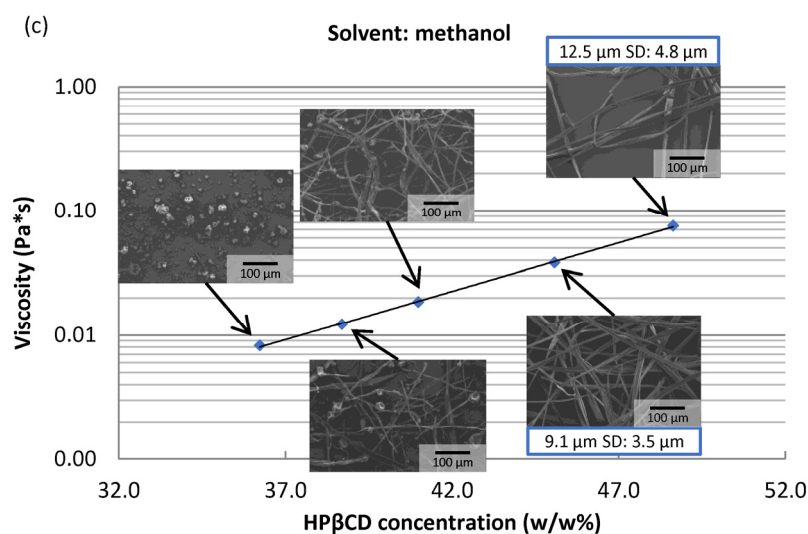 (c)
Solvent: methanol
12.5 µm SD: 4.8 µm
1.00
0.10
0.01
0.00
Viscosity (Pa*s)
100 µm
100 µm
100 µm
100 µm
100 µm
9.1 µm SD: 3.5 µm
32.0 37.0 42.0 47.0 52.0
HPβCD concentration (w/w%)